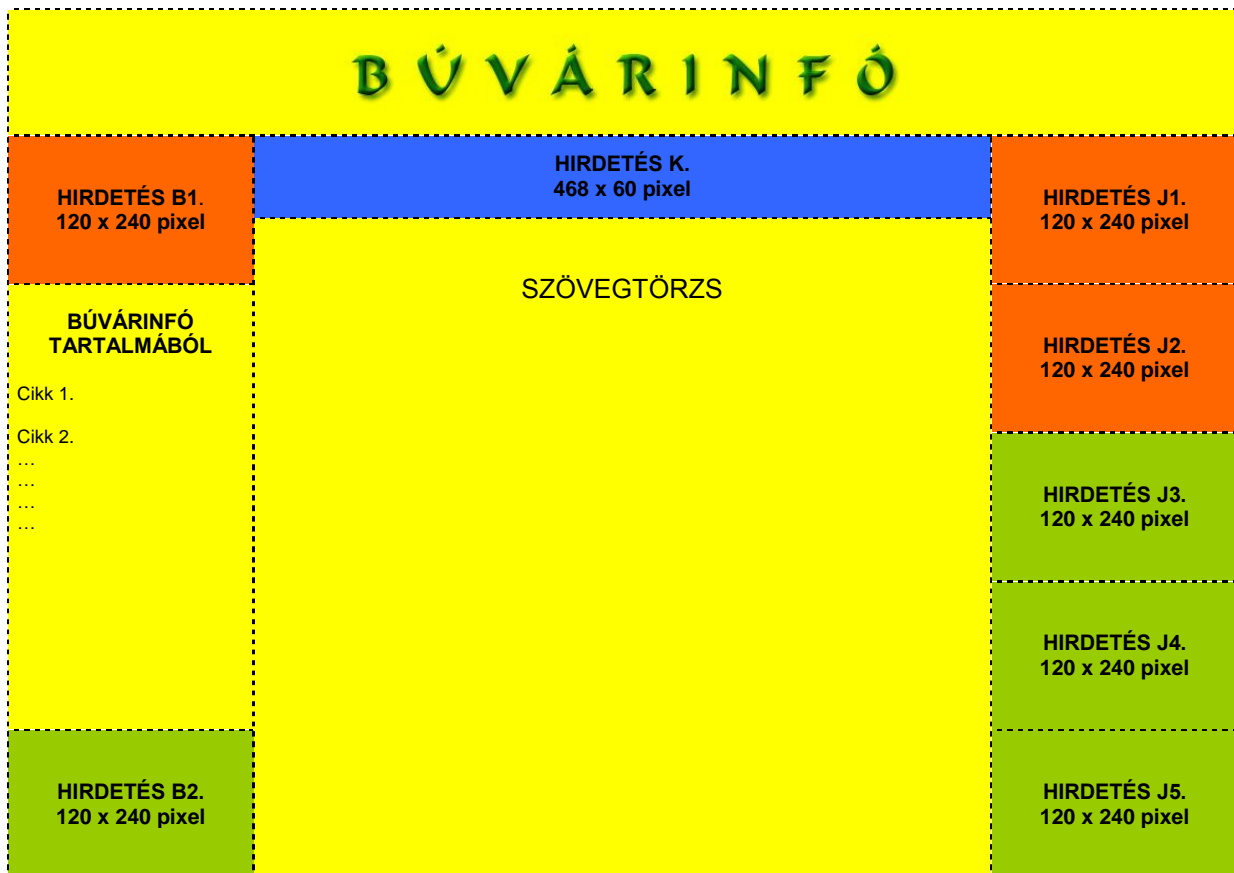 BÚVÁRINFÓ
HIRDETÉS B1.
120 x 240 pixel
BÚVÁRINFÓ
TARTALMÁBÓL
Cikk 1.
Cikk 2.
…
…
…
…
HIRDETÉS B2.
120 x 240 pixel
HIRDETÉS K.
468 x 60 pixel
SZÖVEGTÖRZS
HIRDETÉS J1.
120 x 240 pixel
HIRDETÉS J2.
120 x 240 pixel
HIRDETÉS J3.
120 x 240 pixel
HIRDETÉS J4.
120 x 240 pixel
HIRDETÉS J5.
120 x 240 pixel